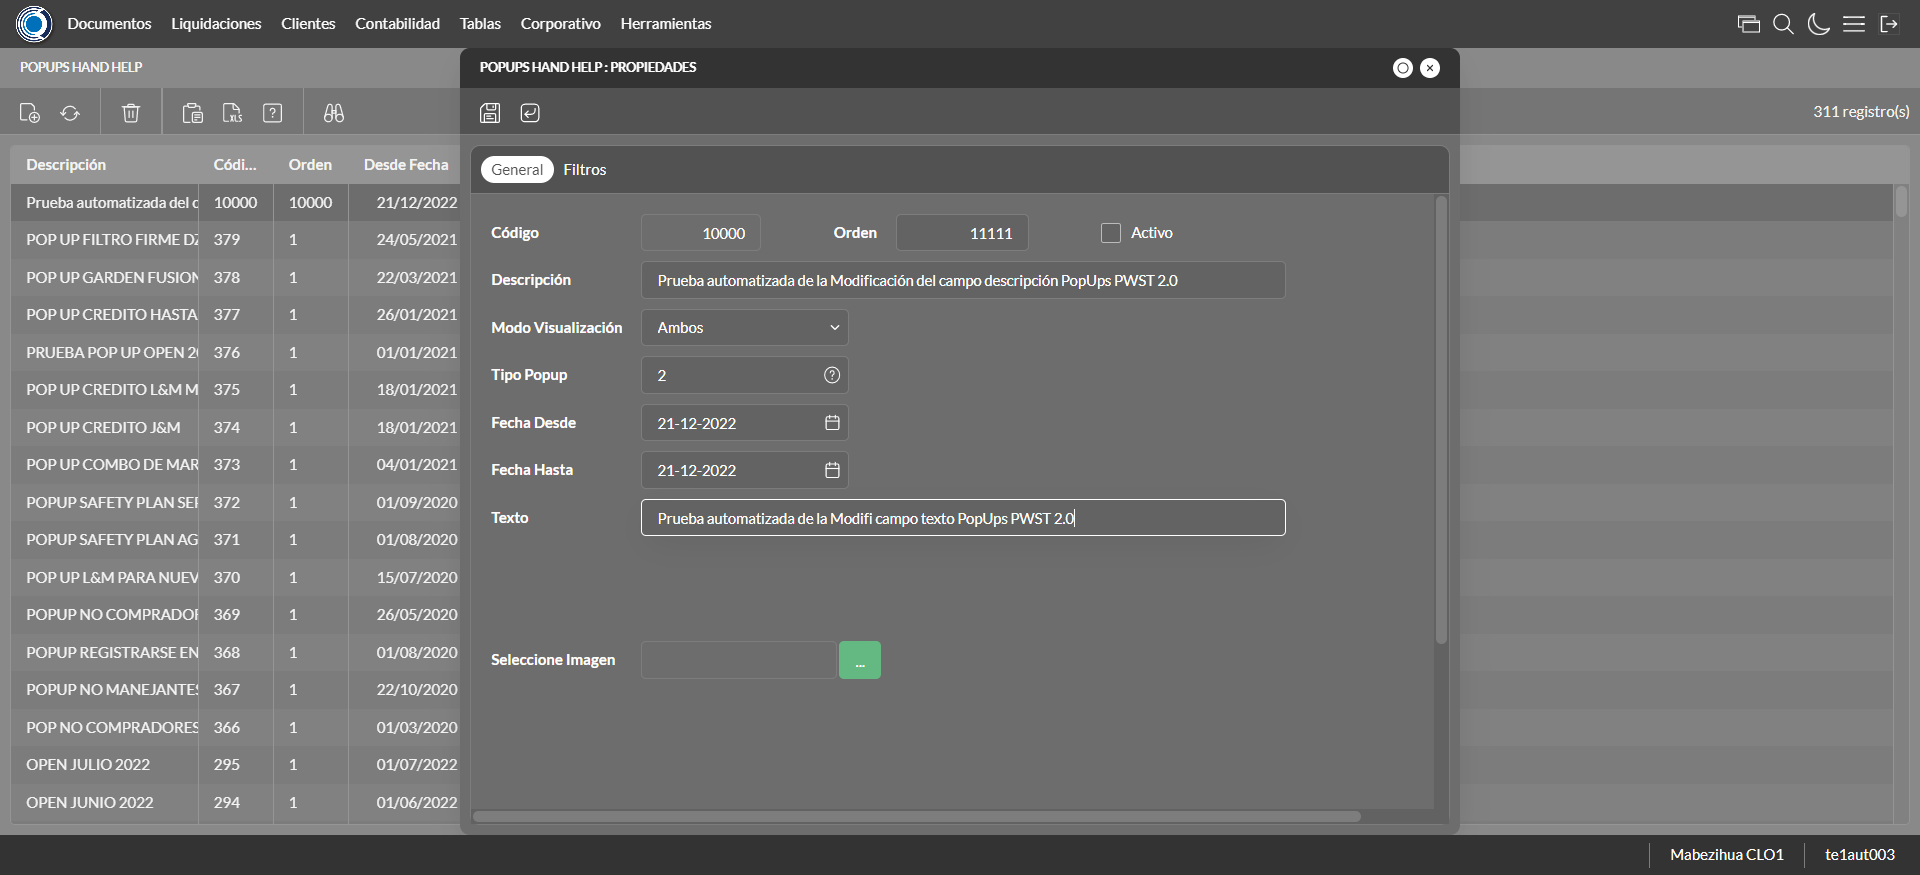 Documentos Liquidaciones Clientes Contabilidad Tablas Corporativo Herramientas
POPUPS HAND HELP
POPUPS HAND HELP : PROPIEDADES
XLS
311 registro(s)
Descripción Códi... Orden Desde Fecha
Prueba automatizada del c 10000 10000 21/12/2022
POP UP FILTRO FIRME DZ 379 1 24/05/2021
POP UP GARDEN FUSION 378 1 22/03/2021
POP UP CREDITO HASTA 377 1 26/01/2021
PRUEBA POP UP OPEN 20 376 1 01/01/2021
POP UP CREDITO L&M M 375 1 18/01/2021
POP UP CREDITO J&M 374 1 18/01/2021
POP UP COMBO DE MAR 373 1 04/01/2021
POPUP SAFETY PLAN SEP 372 1 01/09/2020
POPUP SAFETY PLAN AG 371 1 01/08/2020
POP UP L&M PARA NUEV 370 1 15/07/2020
POPUP NO COMPRADOR 369 1 26/05/2020
POPUP REGISTRARSE EN 368 1 01/08/2020
POPUP NO MANEJANTES 367 1 22/10/2020
POP NO COMPRADORES 366 1 01/03/2020
OPEN JULIO 2022 295 1 01/07/2022
OPEN JUNIO 2022 294 1 01/06/2022
General Filtros
Código 10000 Orden 11111 Activo
Descripción Prueba automatizada de la Modificación del campo descripción PopUps PWST 2.0
Modo Visualización Ambos
Tipo Popup 2
Fecha Desde 21-12-2022
Fecha Hasta 21-12-2022
Texto Prueba automatizada de la Modifi campo texto PopUps PWST 2.0
Seleccione Imagen ...
Mabezihua CLO1 te1aut003